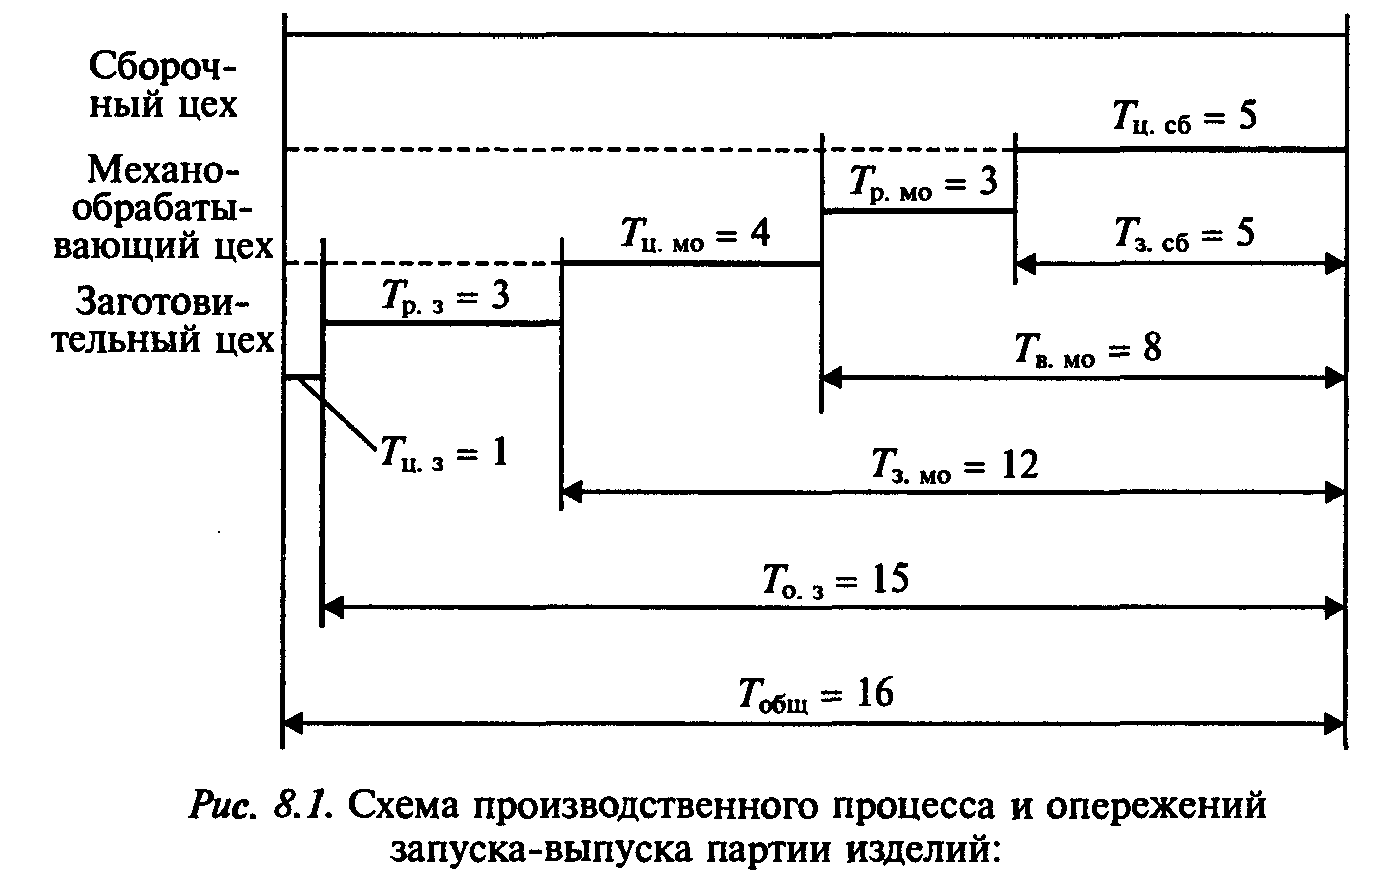 Сбороч-
ный цех
Tц. сб = 5
Механо-
обрабаты-
вающий цех
Tр. мо = 3
Tц. мо = 4
Tз. сб = 5
Заготови-
тельный цех
Tр. з = 3
Tв. мо = 8
Tц. з = 1
Tз. мо = 12
Tо. з = 15
Tобщ = 16
Рис. 8.1. Схема производственного процесса и опережений
запуска-выпуска партии изделий: